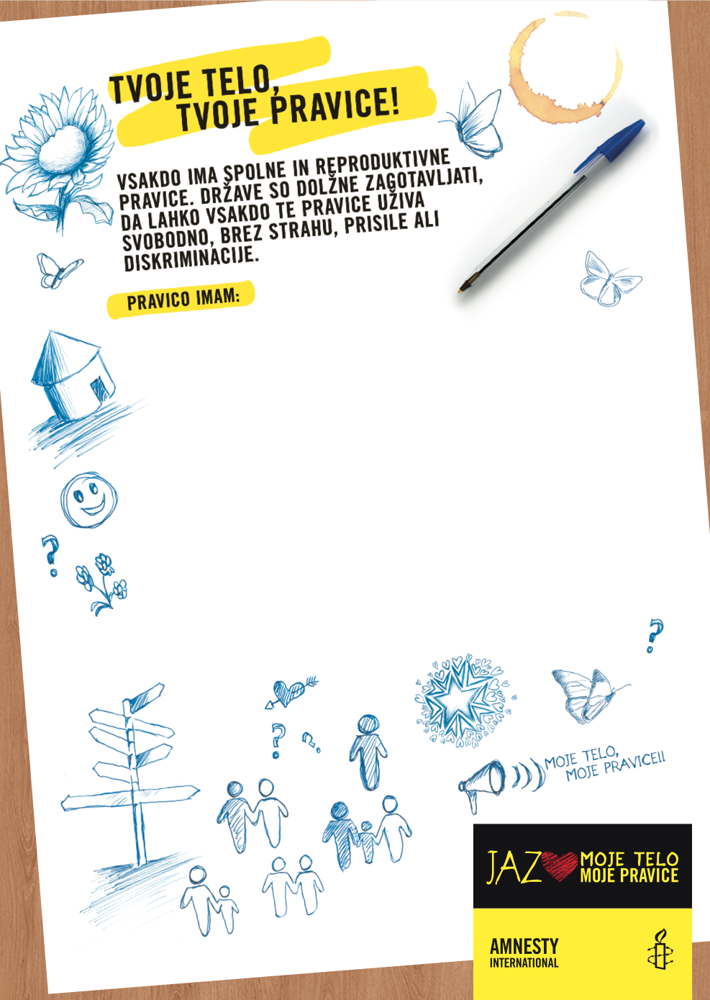 TVOJE TELO,
TVOJE PRAVICE!
VSAKDO IMA SPOLNE IN REPRODUKTIVNE
PRAVICE. DRŽAVE SO DOLŽNE ZAGOTAVLJATI,
DA LAHKO VSAKDO TE PRAVICE UŽIVA
SVOBODNO, BREZ STRAHU, PRISILE ALI
DISKRIMINACIJE.
PRAVICO IMAM:
?
?
? ?
MOJE TELO,
MOJE PRAVICE!!
JAZ MOJE TELO
MOJE PRAVICE
AMNESTY
INTERNATIONAL